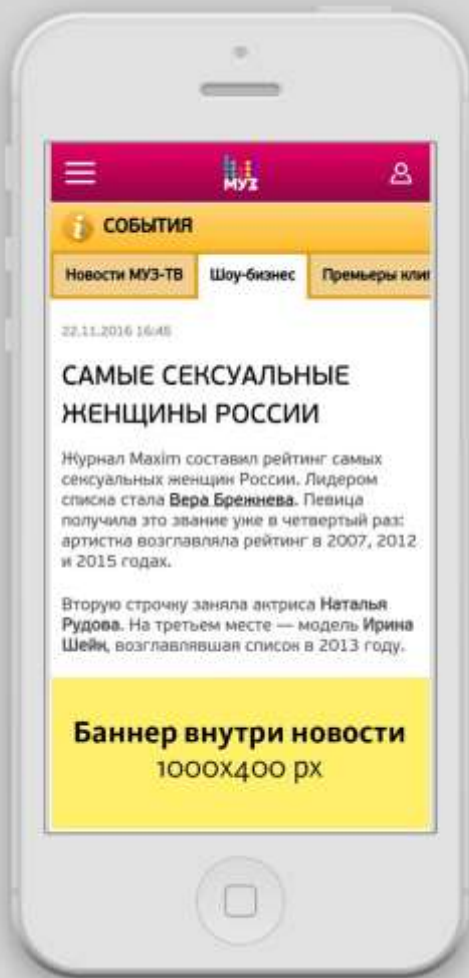 МУЗ
СОБЫТИЯ
Новости МУЗ-ТВ
Шоу-бизнес
Премьеры кли
22.11.2016 16:45
САМЫЕ СЕКСУАЛЬНЫЕ
ЖЕНЩИНЫ РОССИИ
Журнал Maxim составил рейтинг самых
сексуальных женщин России. Лидером
списка стала Вера Брежнева. Певица
получила это звание уже в четвертый раз:
артистка возглавляла рейтинг в 2007, 2012
и 2015 годах.
Вторую строчку заняла актриса Наталья
Рудова. На третьем месте — модель Ирина
Шейк, возглавлявшая список в 2013 году.
Баннер внутри новости
1000х400 px